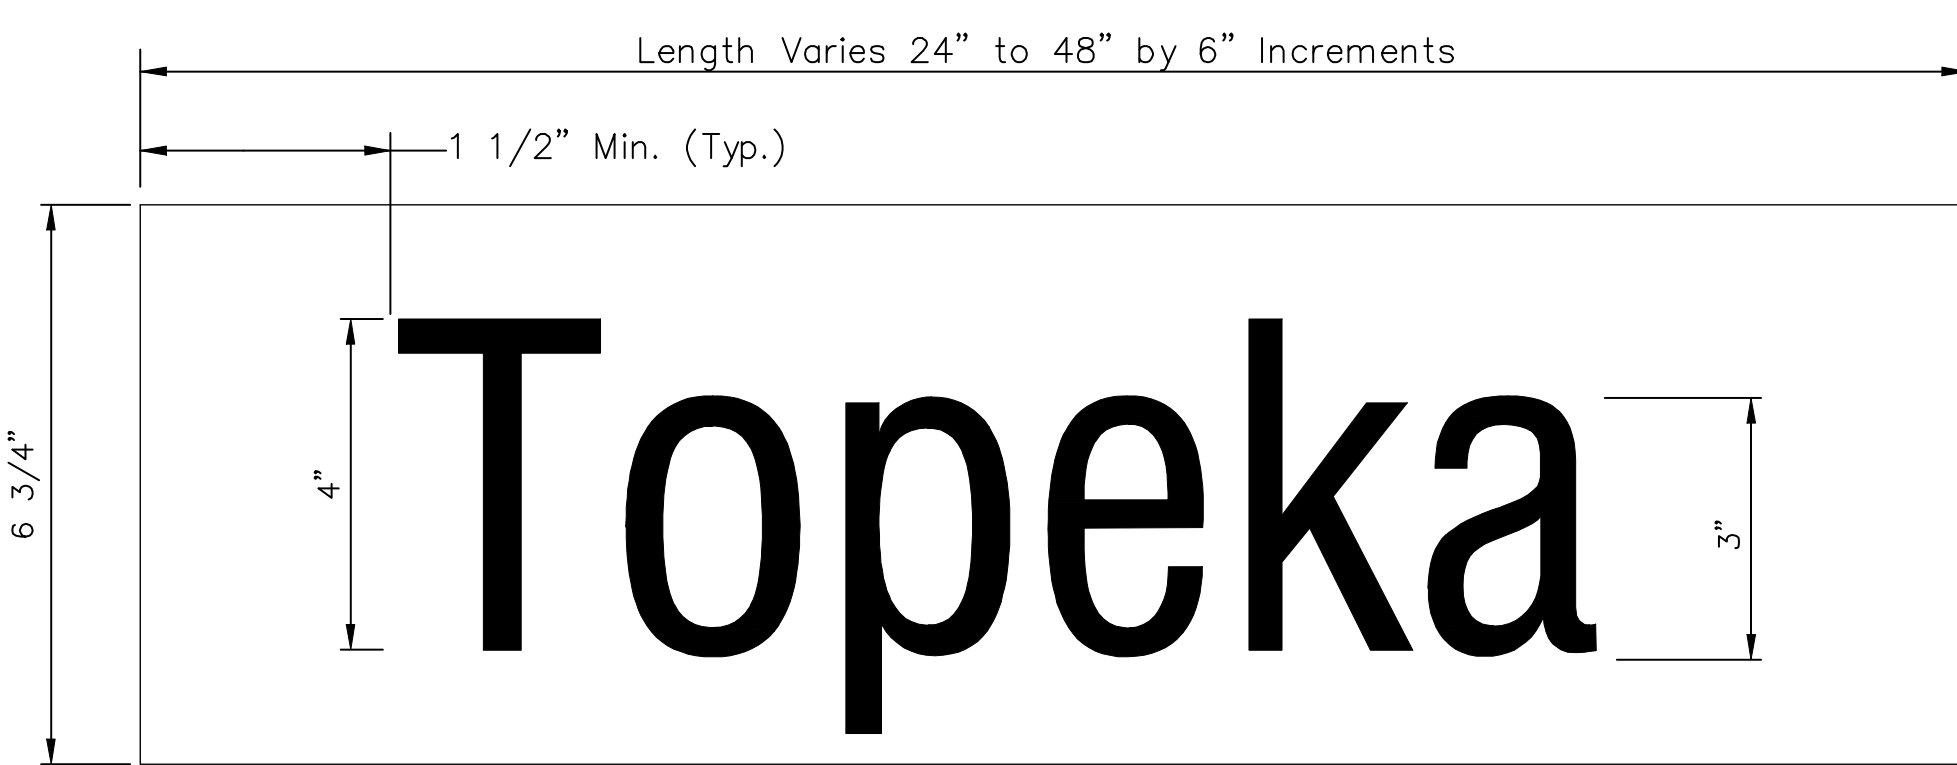 Length Varies 24” to 48” by 6” Increments
1 1/2” Min. (Typ.)
6 3/4”
4”
Topeka
3”